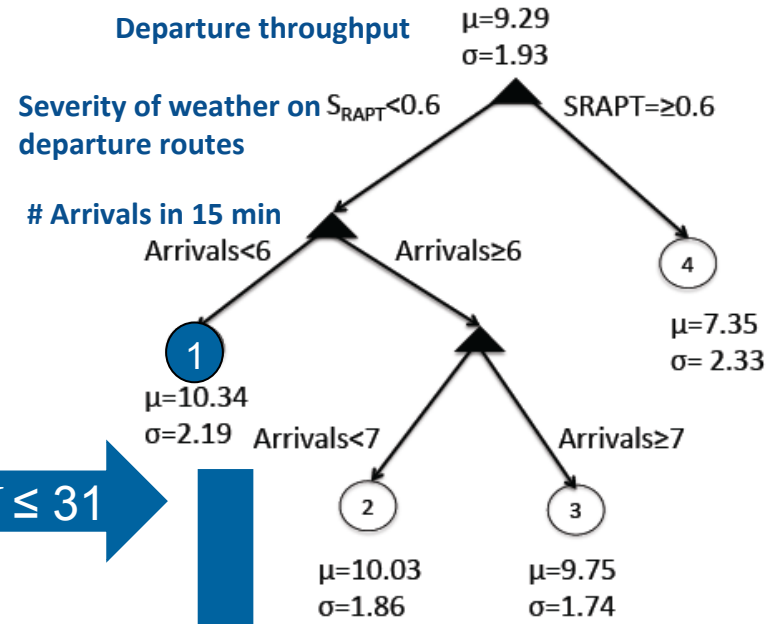 Departure throughput
μ=9.29
σ=1.93
Severity of weather on
departure routes
S_RAPT<0.6
SRAPT=≥0.6
# Arrivals in 15 min
Arrivals<6
Arrivals≥6
4
μ=7.35
σ= 2.33
1
μ=10.34
σ=2.19
Arrivals<7
Arrivals≥7
≤ 31
2
3
μ=10.03
σ=1.86
μ=9.75
σ=1.74